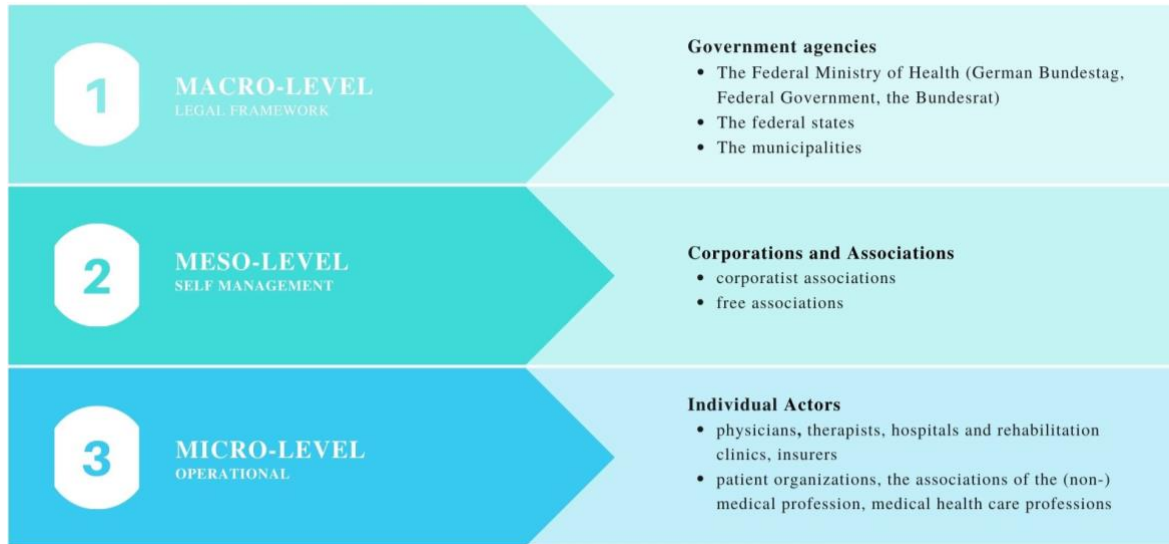 1
MACRO-LEVEL
LEGAL FRAMEWORK
Government agencies
• The Federal Ministry of Health (German Bundestag,
Federal Government, the Bundesrat)
• The federal states
• The municipalities
2
MESO-LEVEL
SELF MANAGEMENT
Corporations and Associations
• corporatist associations
• free associations
3
MICRO-LEVEL
OPERATIONAL
Individual Actors
• physicians, therapists, hospitals and rehabilitation
clinics, insurers
• patient organizations, the associations of the (non-)
medical profession, medical health care professions